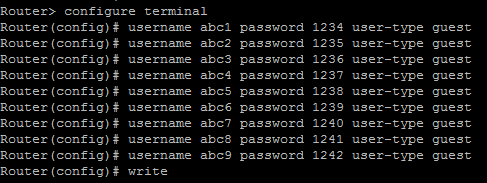 Router> configure terminal
Router(config)# username abc1 password 1234 user-type guest
Router(config)# username abc2 password 1235 user-type guest
Router(config)# username abc3 password 1236 user-type guest
Router(config)# username abc4 password 1237 user-type guest
Router(config)# username abc5 password 1238 user-type guest
Router(config)# username abc6 password 1239 user-type guest
Router(config)# username abc7 password 1240 user-type guest
Router(config)# username abc8 password 1241 user-type guest
Router(config)# username abc9 password 1242 user-type guest
Router(config)# write